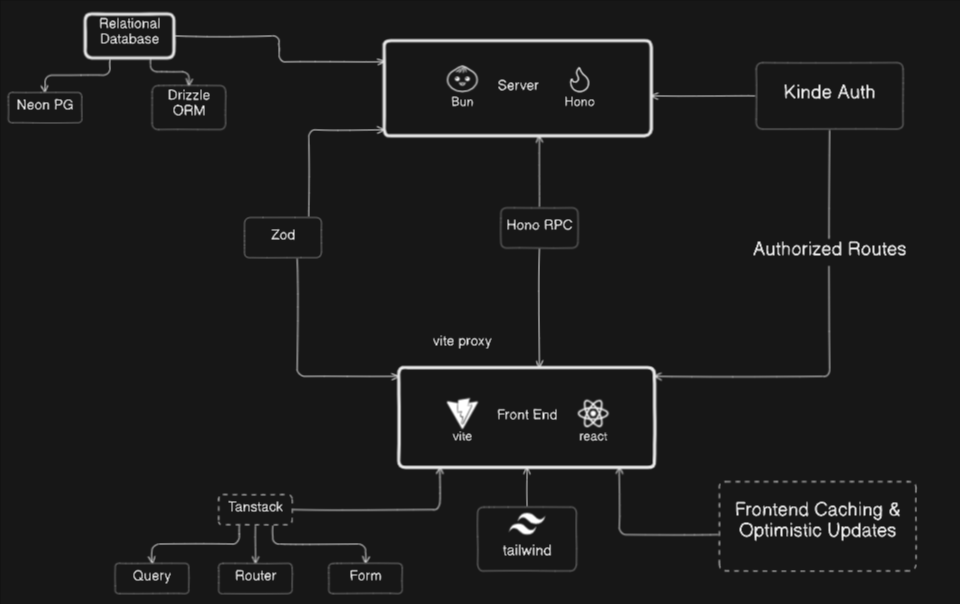 Relational
Database
Neon PG
Drizzle
ORM
Server
Bun
Hono
Kinde Auth
Zod
Hono RPC
Authorized Routes
vite proxy
Front End
vite
react
Tanstack
Query
Router
Form
tailwind
Frontend Caching &
Optimistic Updates